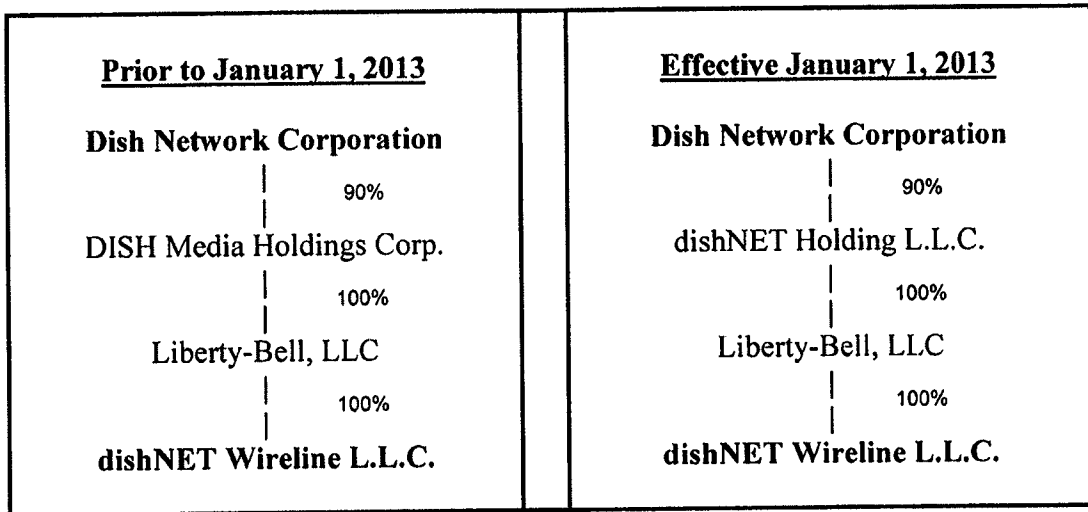 Prior to January 1, 2013
Dish Network Corporation
90%
DISH Media Holdings Corp.
100%
Liberty-Bell, LLC
100%
dishNET Wireline L.L.C.
Effective January 1, 2013
Dish Network Corporation
90%
dishNET Holding L.L.C.
100%
Liberty-Bell, LLC
100%
dishNET Wireline L.L.C.